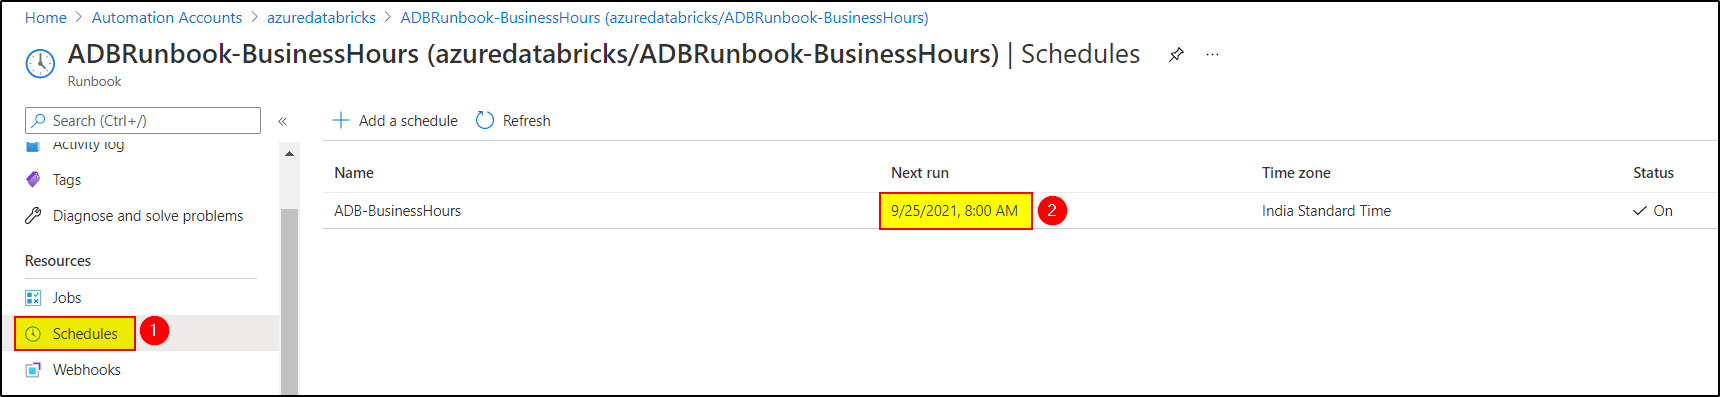 Home > Automation Accounts > azuredatabricks > ADBRunbook-BusinessHours (azuredatabricks/ADBRunbook-BusinessHours)
ADBRunbook-BusinessHours (azuredatabricks/ADBRunbook-BusinessHours) | Schedules ...
Runbook
Search (Ctrl+/) «
+ Add a schedule Refresh
Activity log
Tags
Diagnose and solve problems
Resources
Jobs
Schedules 1
Webhooks
Name Next run Time zone Status
ADB-BusinessHours 9/25/2021, 8:00 AM 2 India Standard Time ✓ On